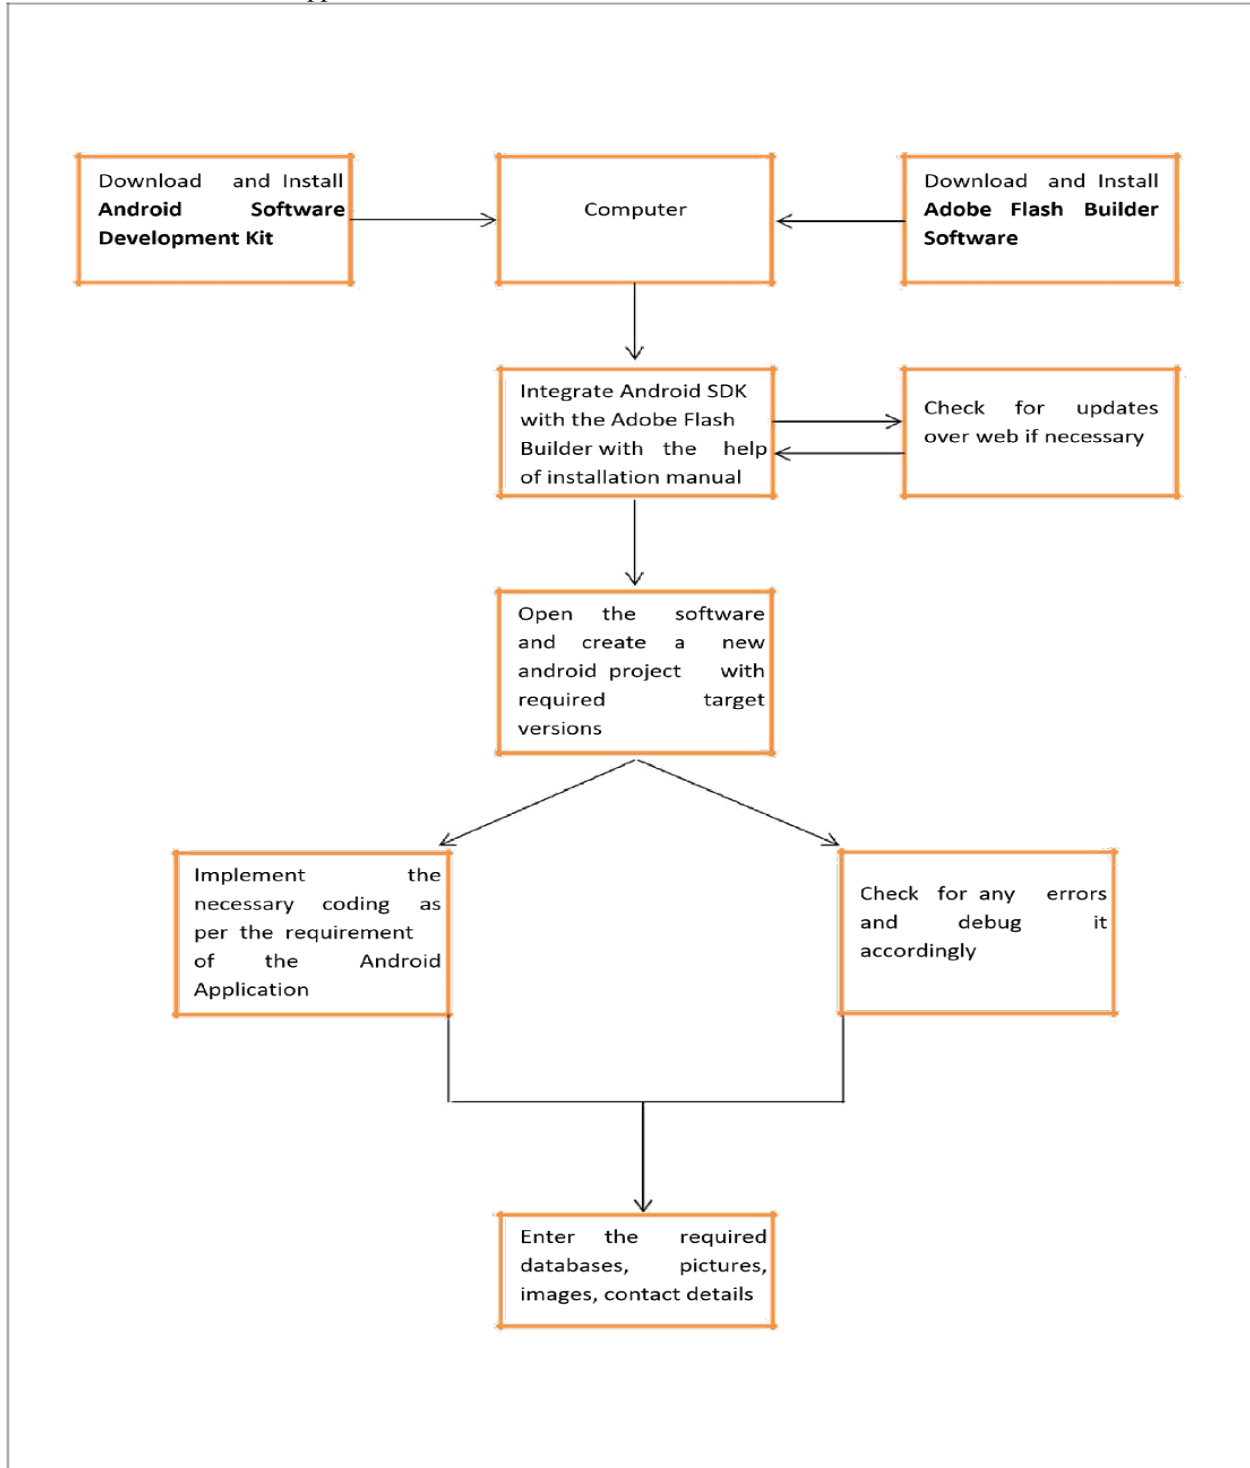 Download and Install
Android Software
Development Kit
Computer
Download and Install
Adobe Flash Builder
Software
Integrate Android SDK
with the Adobe Flash
Builder with the help
of installation manual
Check for updates
over web if necessary
Open the software
and create a new
android project with
required target
versions
Implement the
necessary coding as
per the requirement
of the Android
Application
Check for any errors
and debug it
accordingly
Enter the required
databases, pictures,
images, contact details